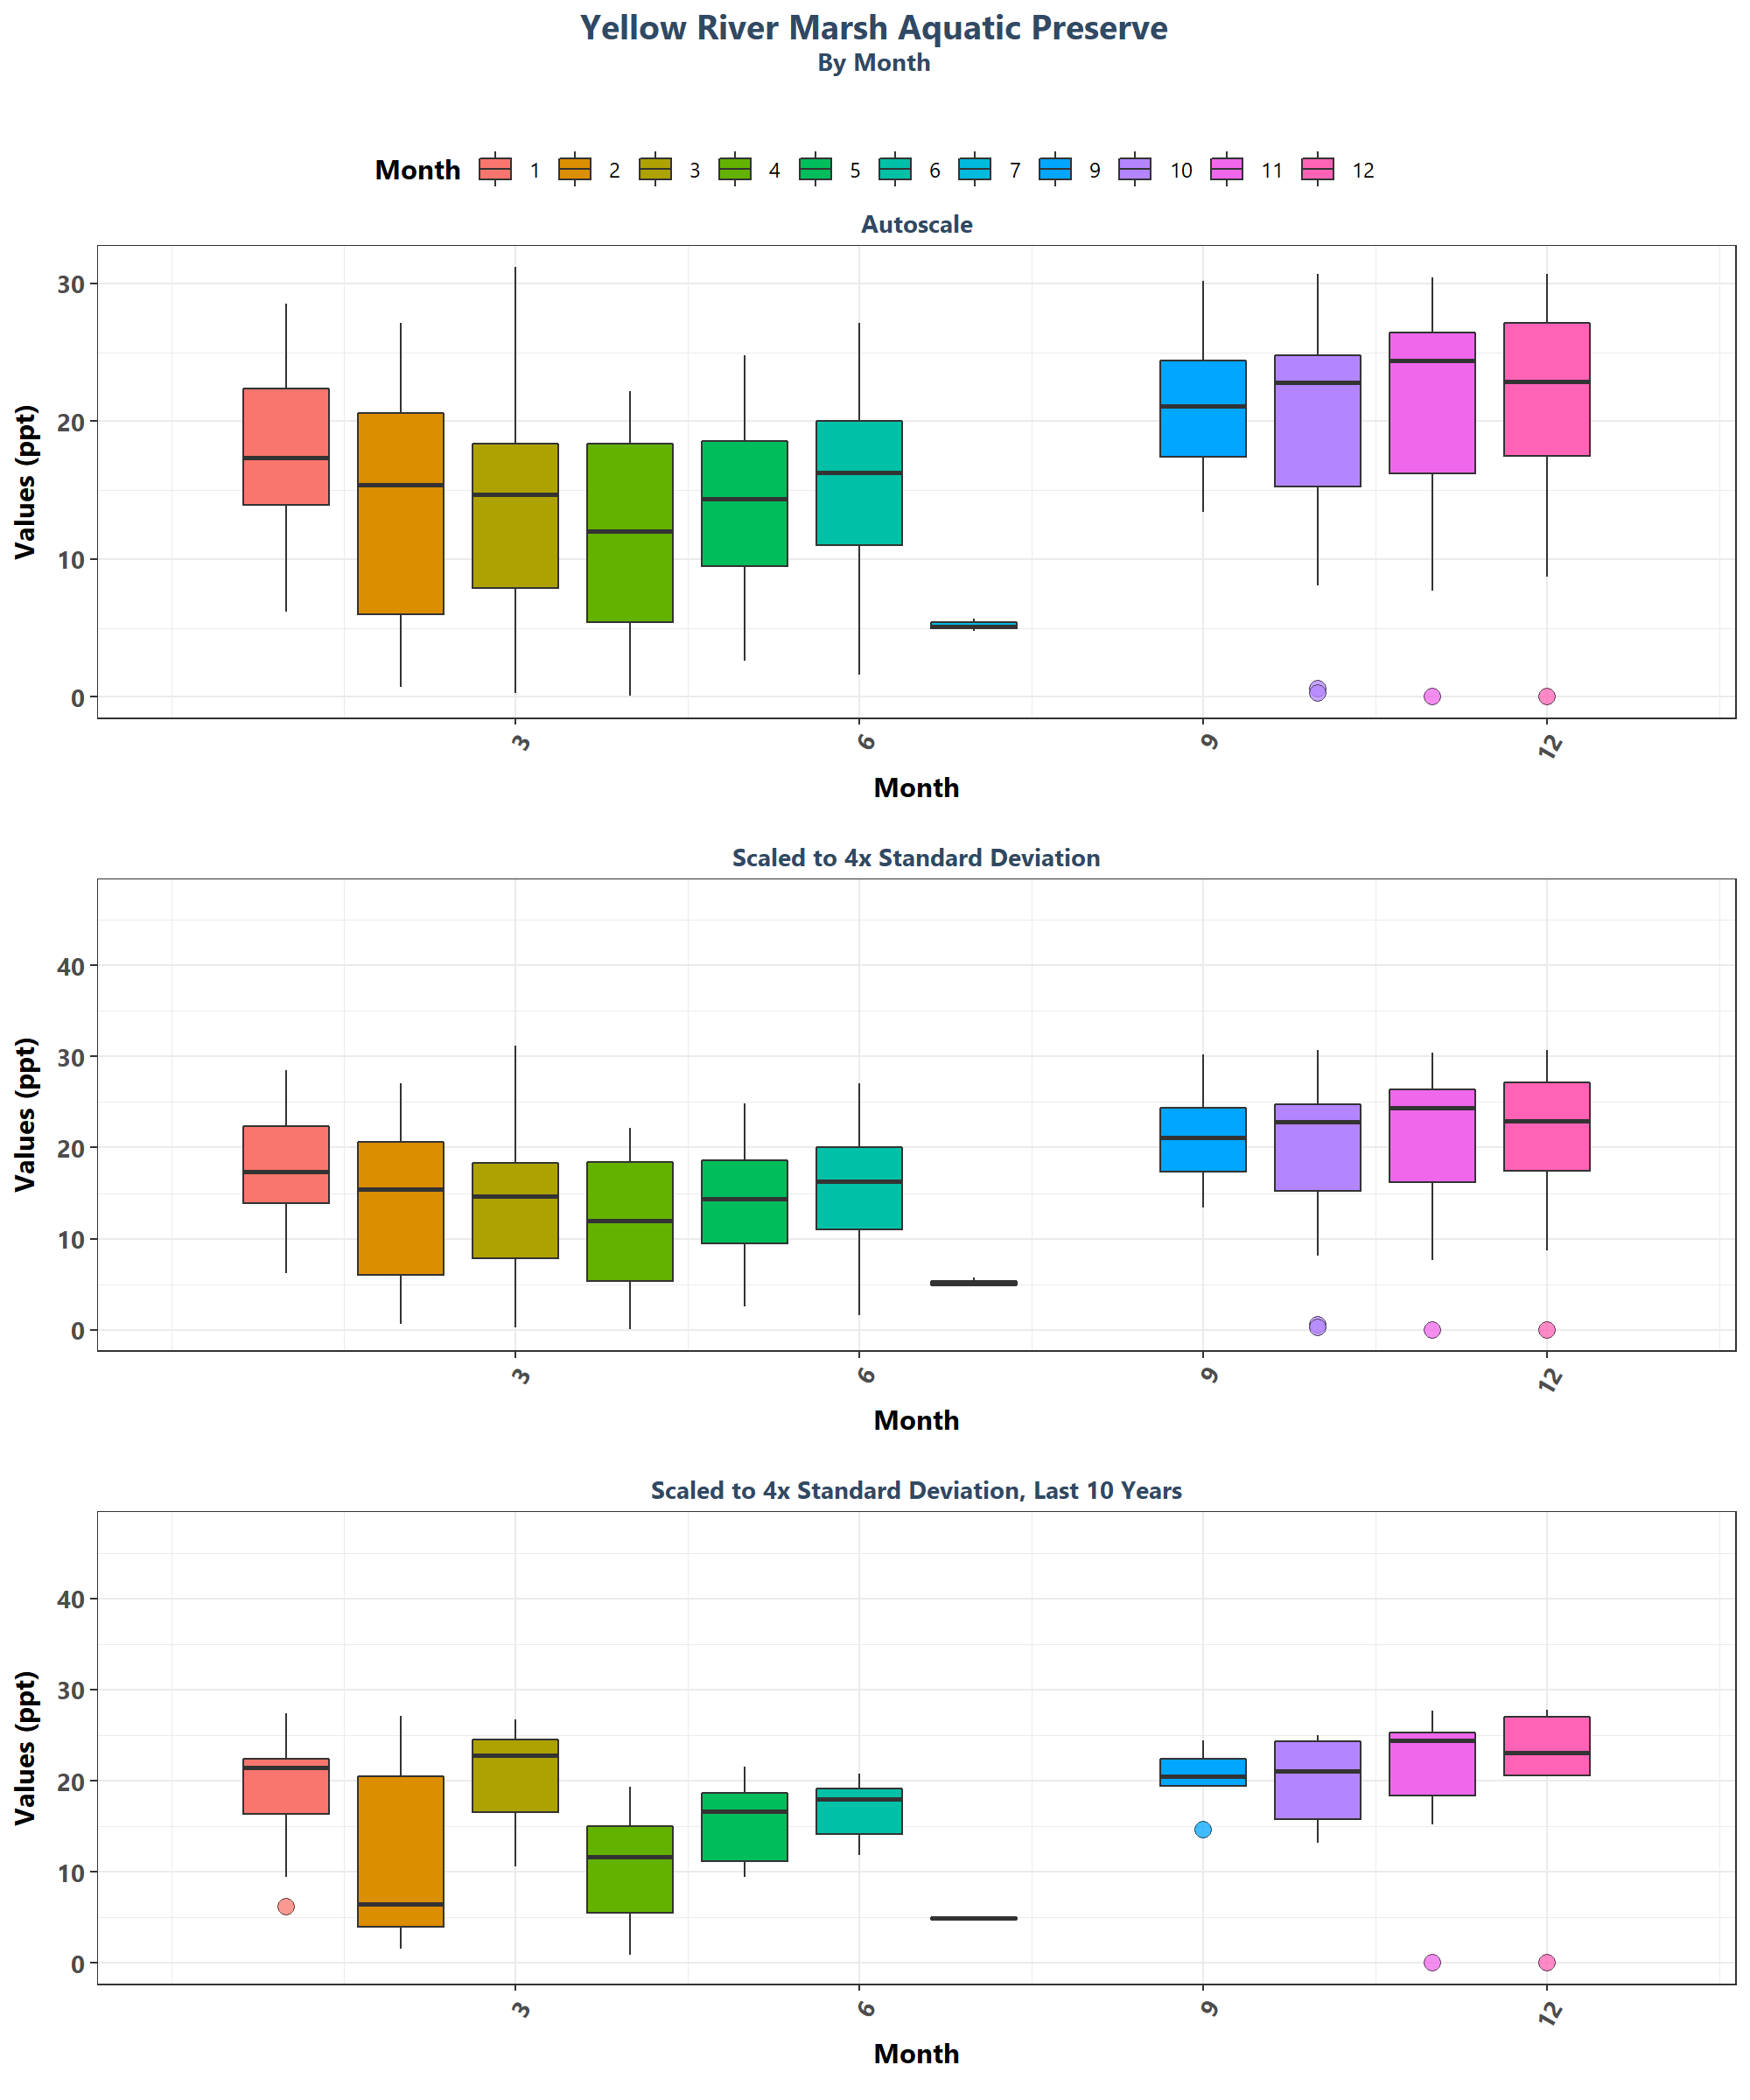 Yellow River Marsh Aquatic Preserve
By Month
Month 1 2 3 4 5 6 7 9 10 11 12
Autoscale
Values (ppt)
30
20
10
0
3 6 9 12
Month
Scaled to 4x Standard Deviation
Values (ppt)
40
30
20
10
0
3 6 9 12
Month
Scaled to 4x Standard Deviation, Last 10 Years
Values (ppt)
40
30
20
10
0
3 6 9 12
Month